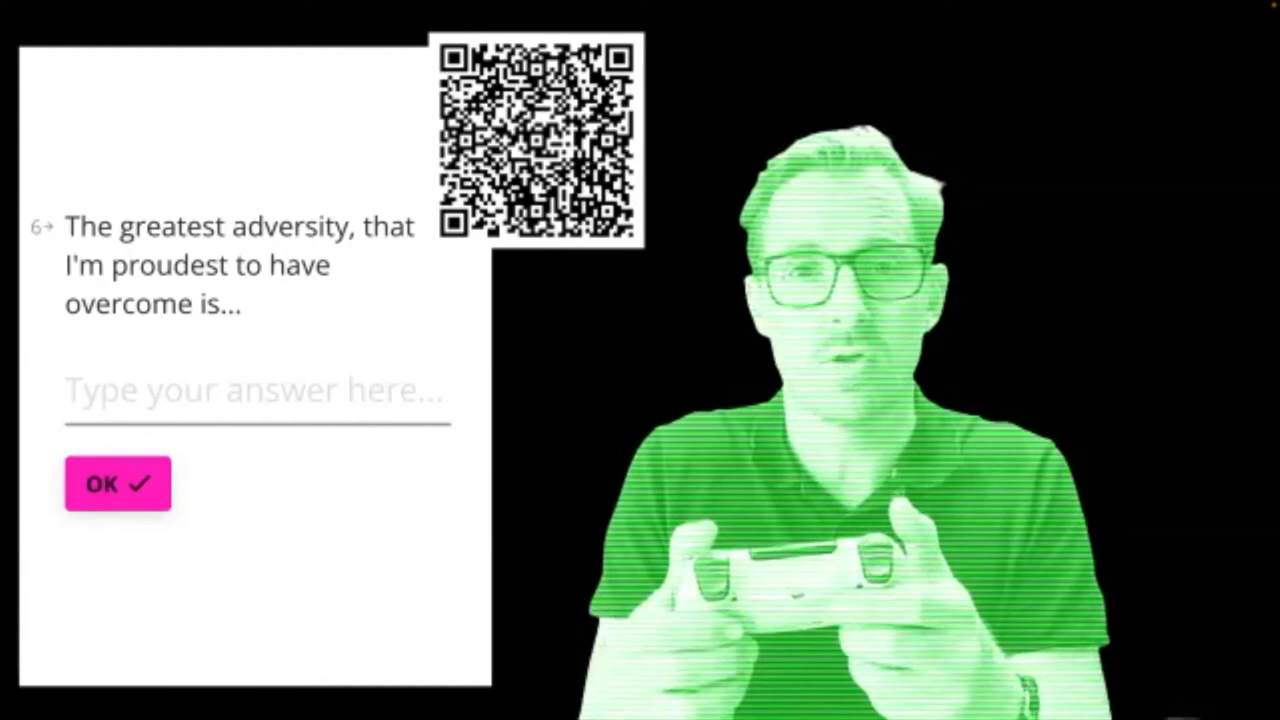 6→ The greatest adversity, that
I'm proudest to have
overcome is...
Type your answer here...
OK ✓